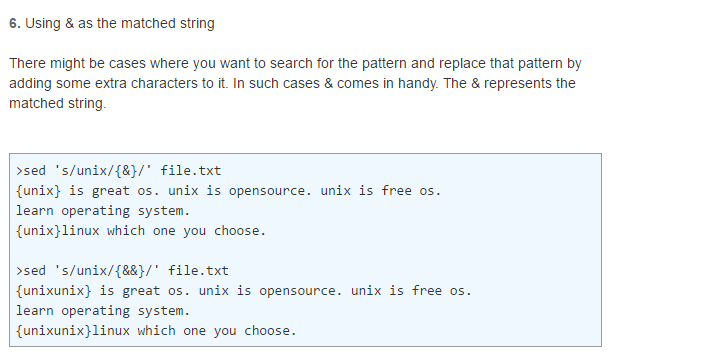 6. Using & as the matched string
There might be cases where you want to search for the pattern and replace that pattern by
adding some extra characters to it. In such cases & comes in handy. The & represents the
matched string.
>sed 's/unix/{&}/' file.txt
{unix} is great os. unix is opensource. unix is free os.
learn operating system.
{unix}linux which one you choose.
>sed 's/unix/{&&}/' file.txt
{unixunix} is great os. unix is opensource. unix is free os.
learn operating system.
{unixunix}linux which one you choose.